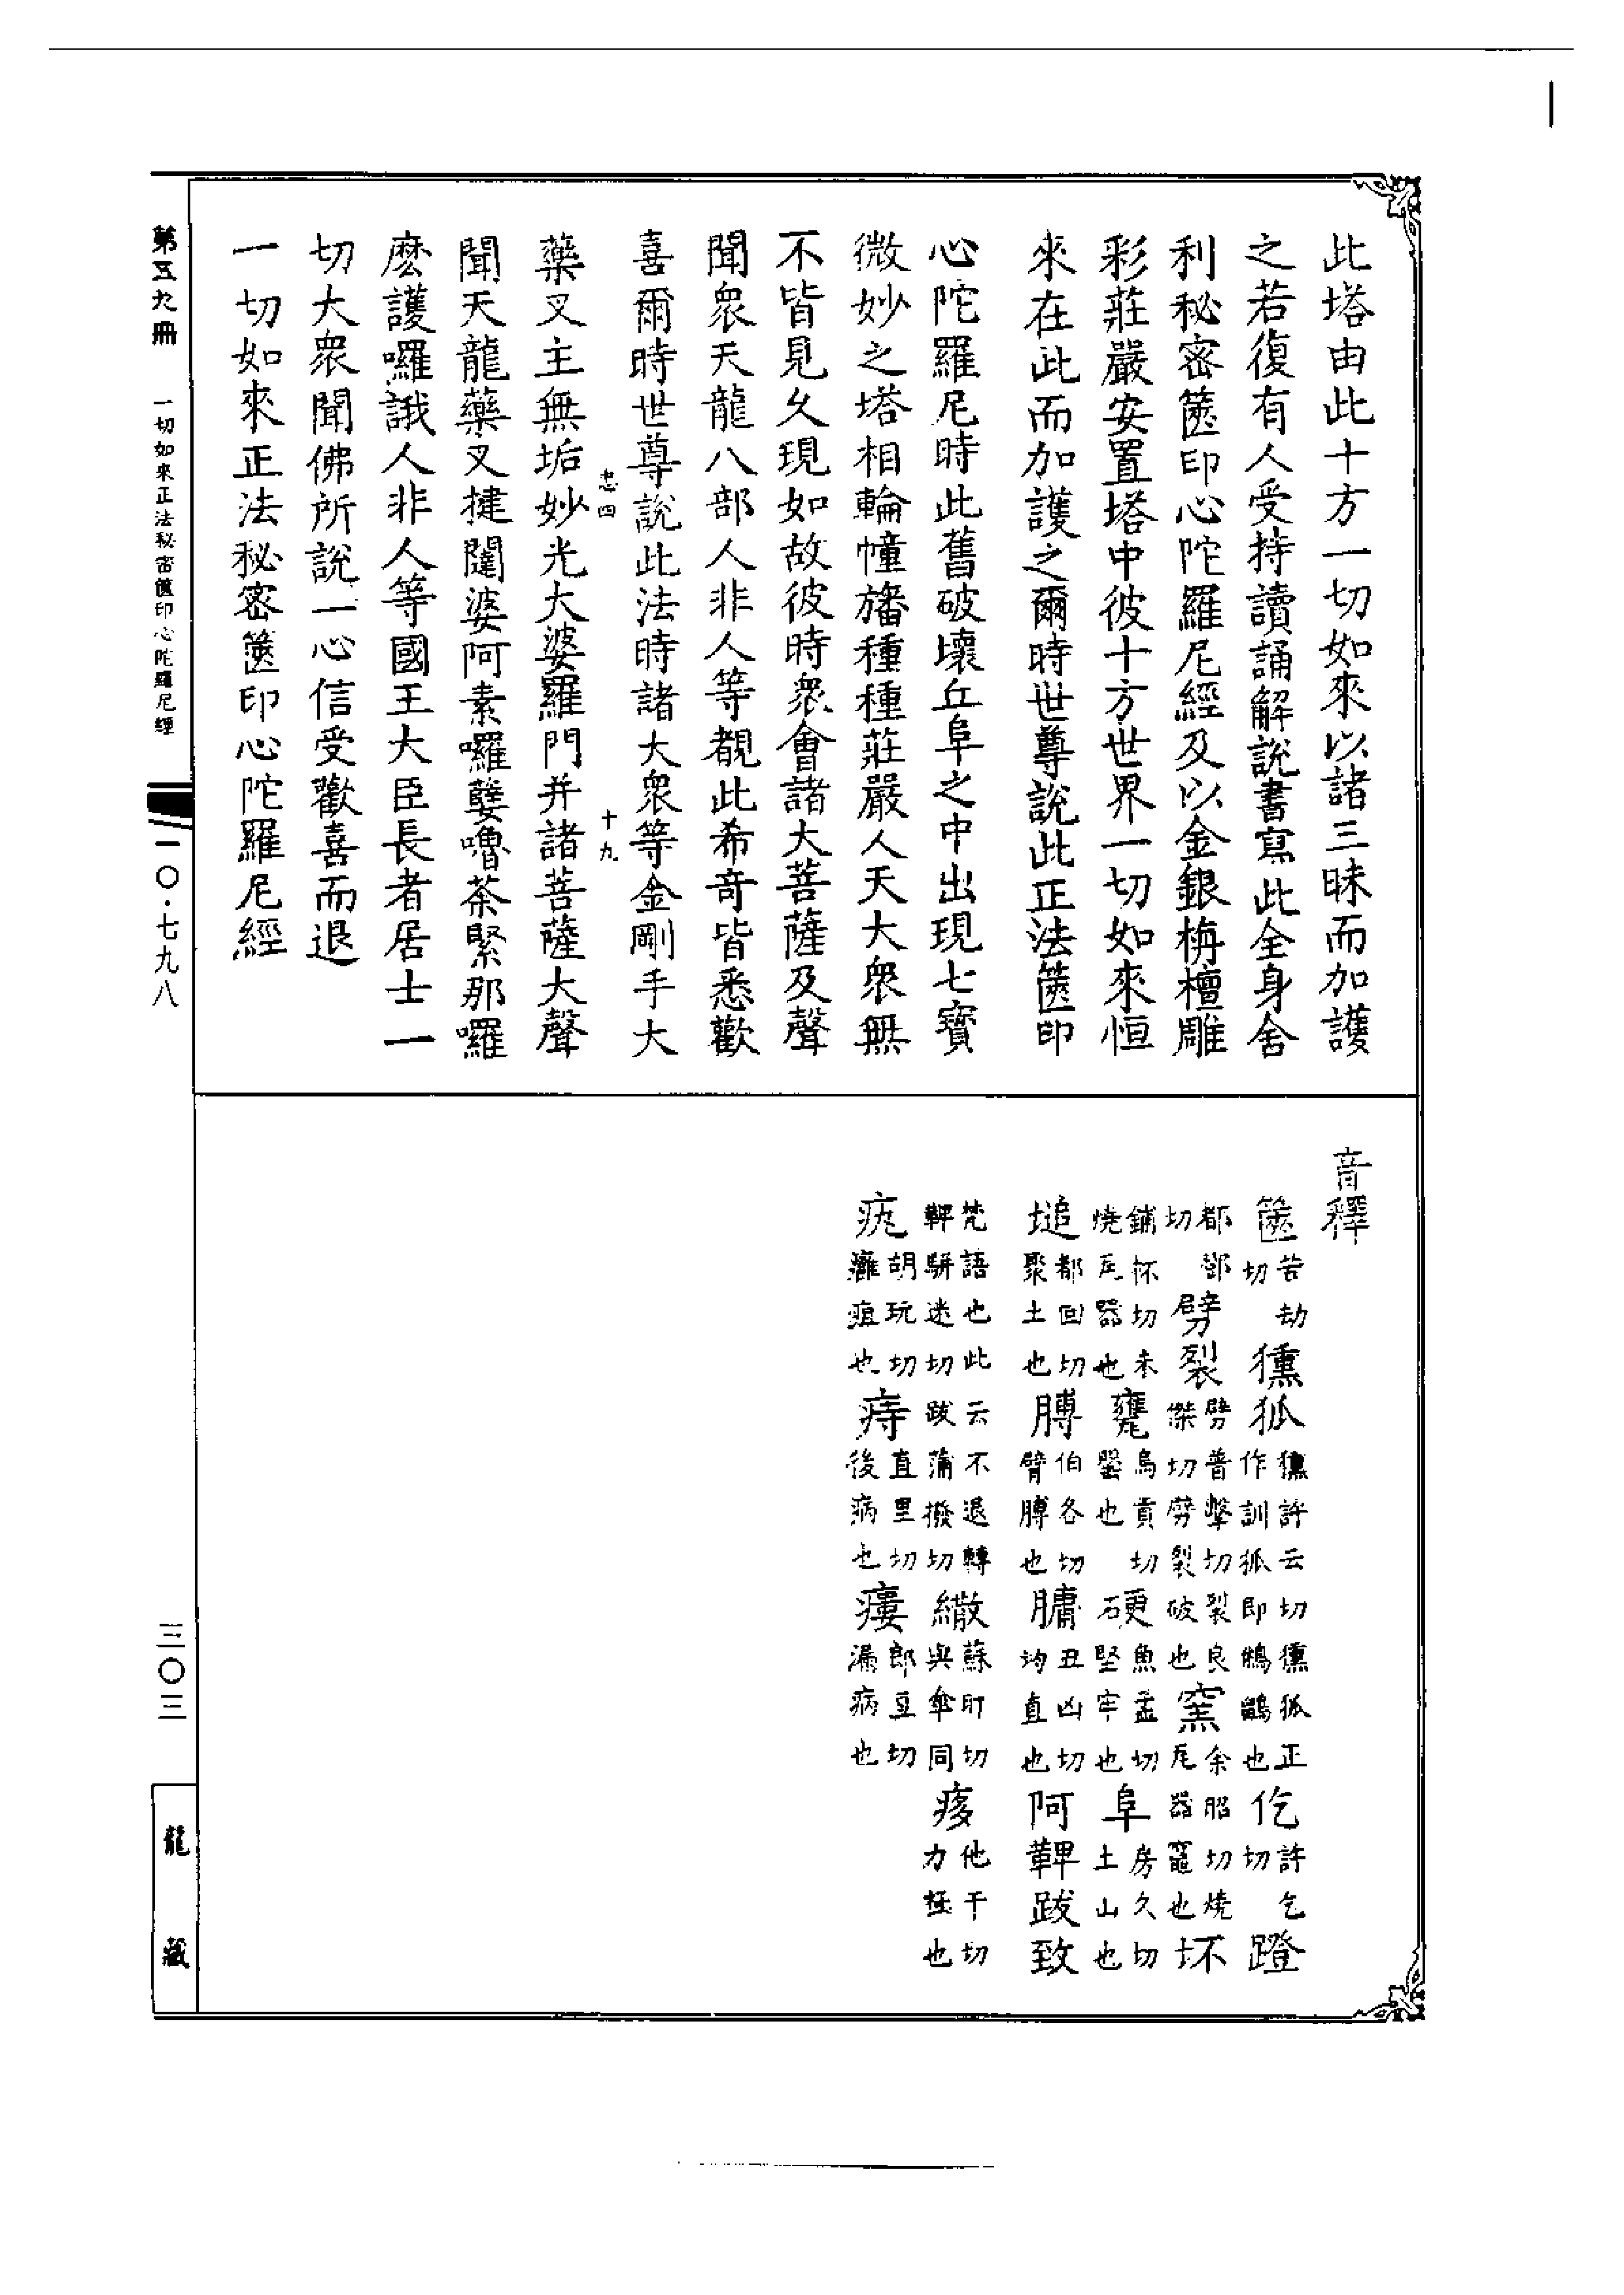 此塔由此十方一切如來以諸三昧而加護
之若復有人受持讀誦解說書寫此全身舍
利秘密篋印心陀羅尼經及以金銀栴檀雕
彩莊嚴安置塔中彼十方世界一切如來恒
來在此而加護之爾時世尊說此正法篋印
心陀羅尼時此舊破壞丘阜之中出現七寶
微妙之塔相輪幢旛種種莊嚴人天大衆無
不皆見久現如故彼時衆會諸大菩薩及聲
聞衆天龍八部人非人等覩此希奇皆悉歡
喜爾時世尊說此法時諸大衆等金剛手大
忠四 十九
藥叉主無垢妙光大婆羅門并諸菩薩大聲
聞天龍藥叉揵闥婆阿素囉孽嚕荼緊那囉
麽護囉誐人非人等國王大臣長者居士一
切大衆聞佛所說一心信受歡喜而退
一切如來正法秘密篋印心陀羅尼經
音釋
篋苦劫切 獯狐獯許云切獯狐正作訓狐即鵂鶹也 仡許乞切 蹬
都鄧切 劈裂劈普擊切裂良傑切劈裂破也 窯余昭切燒瓦器竈也 坏
鋪杯切未燒瓦器也 甕烏貢切甖也 硬魚孟切堅牢也 阜房久切土山也
塠都回切聚土也 膊伯各切臂膊也 𦟛丑凶切均直也 阿鞞跋致
梵語也此云不退轉鞞駢迷切跋蒲撥切 繖蘇旰切與傘同 痑他干切力極也
疣胡玩切癱疽也 痔直里切後病也 瘻郎豆切漏病也
第五九冊 一切如來正法秘密篋印心陀羅尼經 一〇·七九八
三〇三
龍藏